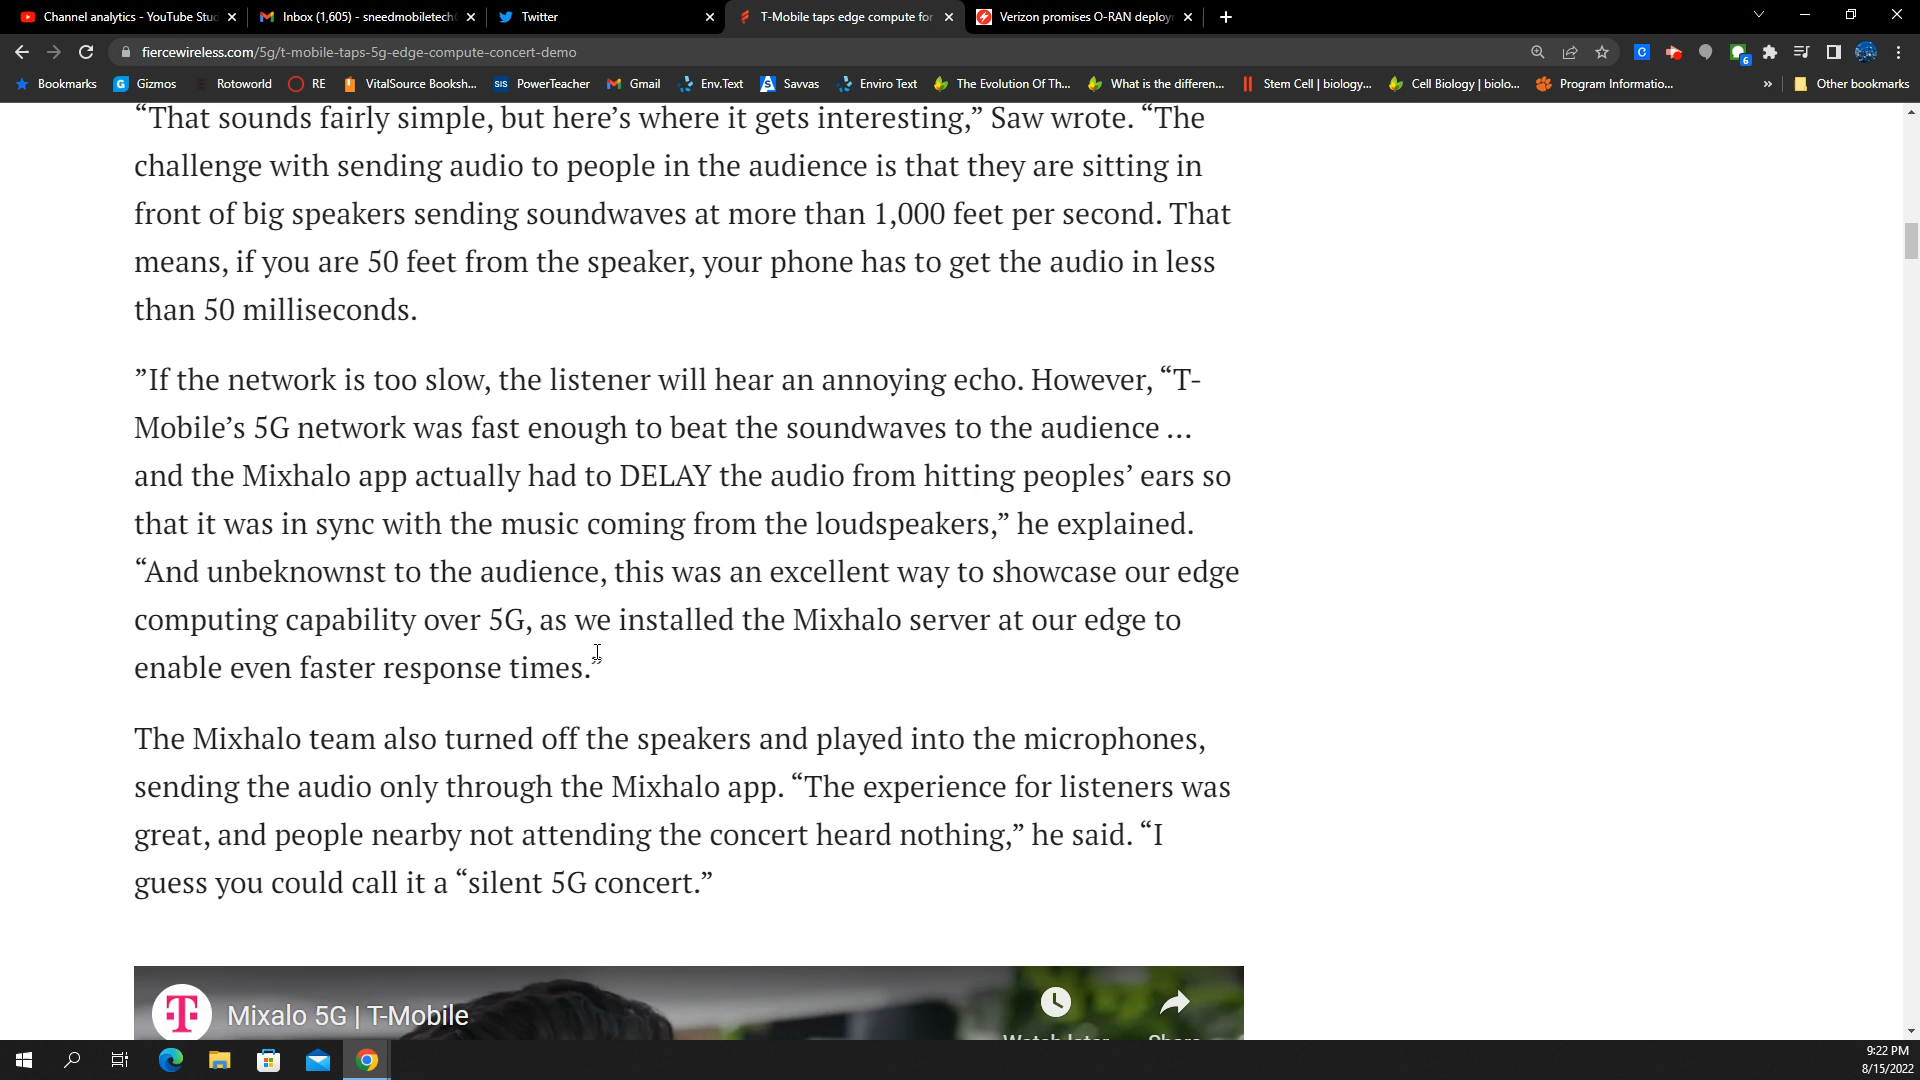 Channel analytics - YouTube Stu
Inbox (1,605) - sneedmobiletech
Twitter
T-Mobile taps edge compute for
Verizon promises O-RAN deploy
fiercewireless.com/5g/t-mobile-taps-5g-edge-compute-concert-demo
6
Bookmarks
Gizmos
Rotoworld
RE
VitalSource Booksh...
SIS PowerTeacher
Gmail
Env.Text
Savvas
Enviro Text
The Evolution Of Th...
What is the differen...
Stem Cell | biology...
Cell Biology | biolo...
Program Informatio...
»
Other bookmarks
“That sounds fairly simple, but here’s where it gets interesting,” Saw wrote. “The
challenge with sending audio to people in the audience is that they are sitting in
front of big speakers sending soundwaves at more than 1,000 feet per second. That
means, if you are 50 feet from the speaker, your phone has to get the audio in less
than 50 milliseconds.
”If the network is too slow, the listener will hear an annoying echo. However, “T-
Mobile’s 5G network was fast enough to beat the soundwaves to the audience …
and the Mixhalo app actually had to DELAY the audio from hitting peoples’ ears so
that it was in sync with the music coming from the loudspeakers,” he explained.
“And unbeknownst to the audience, this was an excellent way to showcase our edge
computing capability over 5G, as we installed the Mixhalo server at our edge to
enable even faster response times.”
The Mixhalo team also turned off the speakers and played into the microphones,
sending the audio only through the Mixhalo app. “The experience for listeners was
great, and people nearby not attending the concert heard nothing,” he said. “I
guess you could call it a “silent 5G concert.”
T
Mixalo 5G | T-Mobile
Watch later
Share
9:22 PM
8/15/2022